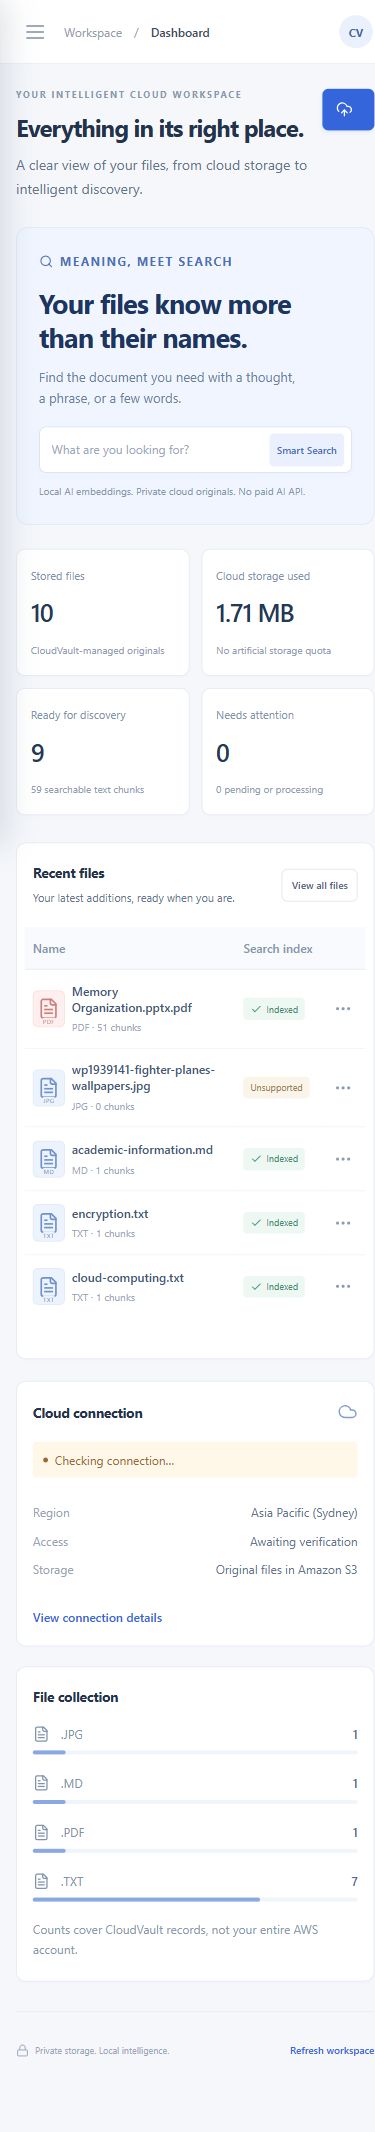 Workspace / Dashboard
CV
YOUR INTELLIGENT CLOUD WORKSPACE
Everything in its right place.
A clear view of your files, from cloud storage to
intelligent discovery.
MEANING, MEET SEARCH
Your files know more
than their names.
Find the document you need with a thought,
a phrase, or a few words.
What are you looking for?
Smart Search
Local AI embeddings. Private cloud originals. No paid AI API.
Stored files
10
CloudVault-managed originals
Cloud storage used
1.71 MB
No artificial storage quota
Ready for discovery
9
59 searchable text chunks
Needs attention
0
0 pending or processing
Recent files
Your latest additions, ready when you are.
View all files
Name
Search index
PDF
Memory
Organization.pptx.pdf
PDF · 51 chunks
Indexed
JPG
wp1939141-fighter-planes-
wallpapers.jpg
JPG · 0 chunks
Unsupported
MD
academic-information.md
MD · 1 chunks
Indexed
TXT
encryption.txt
TXT · 1 chunks
Indexed
TXT
cloud-computing.txt
TXT · 1 chunks
Indexed
Cloud connection
Checking connection...
Region
Asia Pacific (Sydney)
Access
Awaiting verification
Storage
Original files in Amazon S3
View connection details
File collection
.JPG
1
.MD
1
.PDF
1
.TXT
7
Counts cover CloudVault records, not your entire AWS
account.
Private storage. Local intelligence.
Refresh workspace